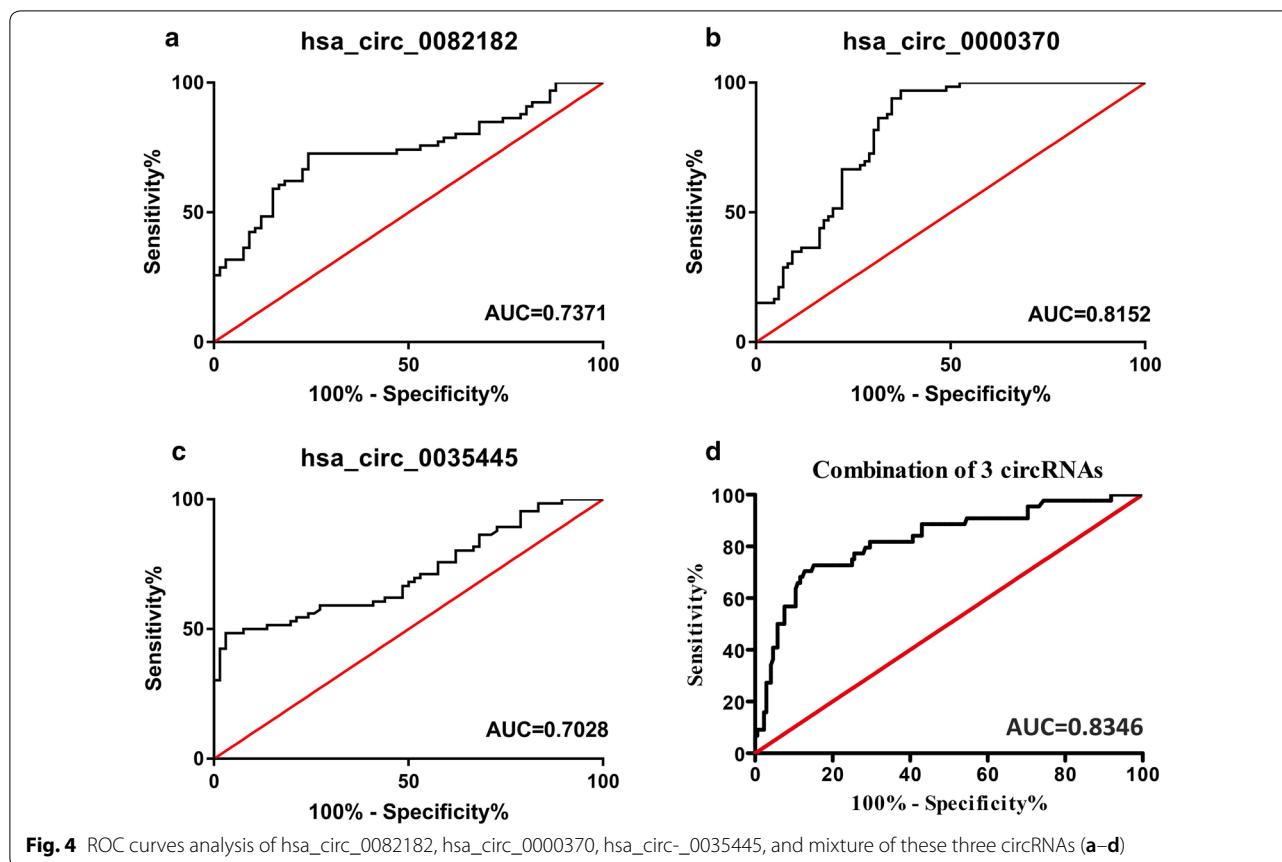 a
hsa_circ_0082182
100
50
0
Sensitivity%
AUC=0.7371
0 50 100
100% - Specificity%
b
hsa_circ_0000370
100
50
0
Sensitivity%
AUC=0.8152
0 50 100
100% - Specificity%
c
hsa_circ_0035445
100
50
0
Sensitivity%
AUC=0.7028
0 50 100
100% - Specificity%
d
Combination of 3 circRNAs
100
80
60
40
20
0
Sensitivity%
AUC=0.8346
0 20 40 60 80 100
100% - Specificity%
Fig. 4 ROC curves analysis of hsa_circ_0082182, hsa_circ_0000370, hsa_circ-_0035445, and mixture of these three circRNAs (a–d)